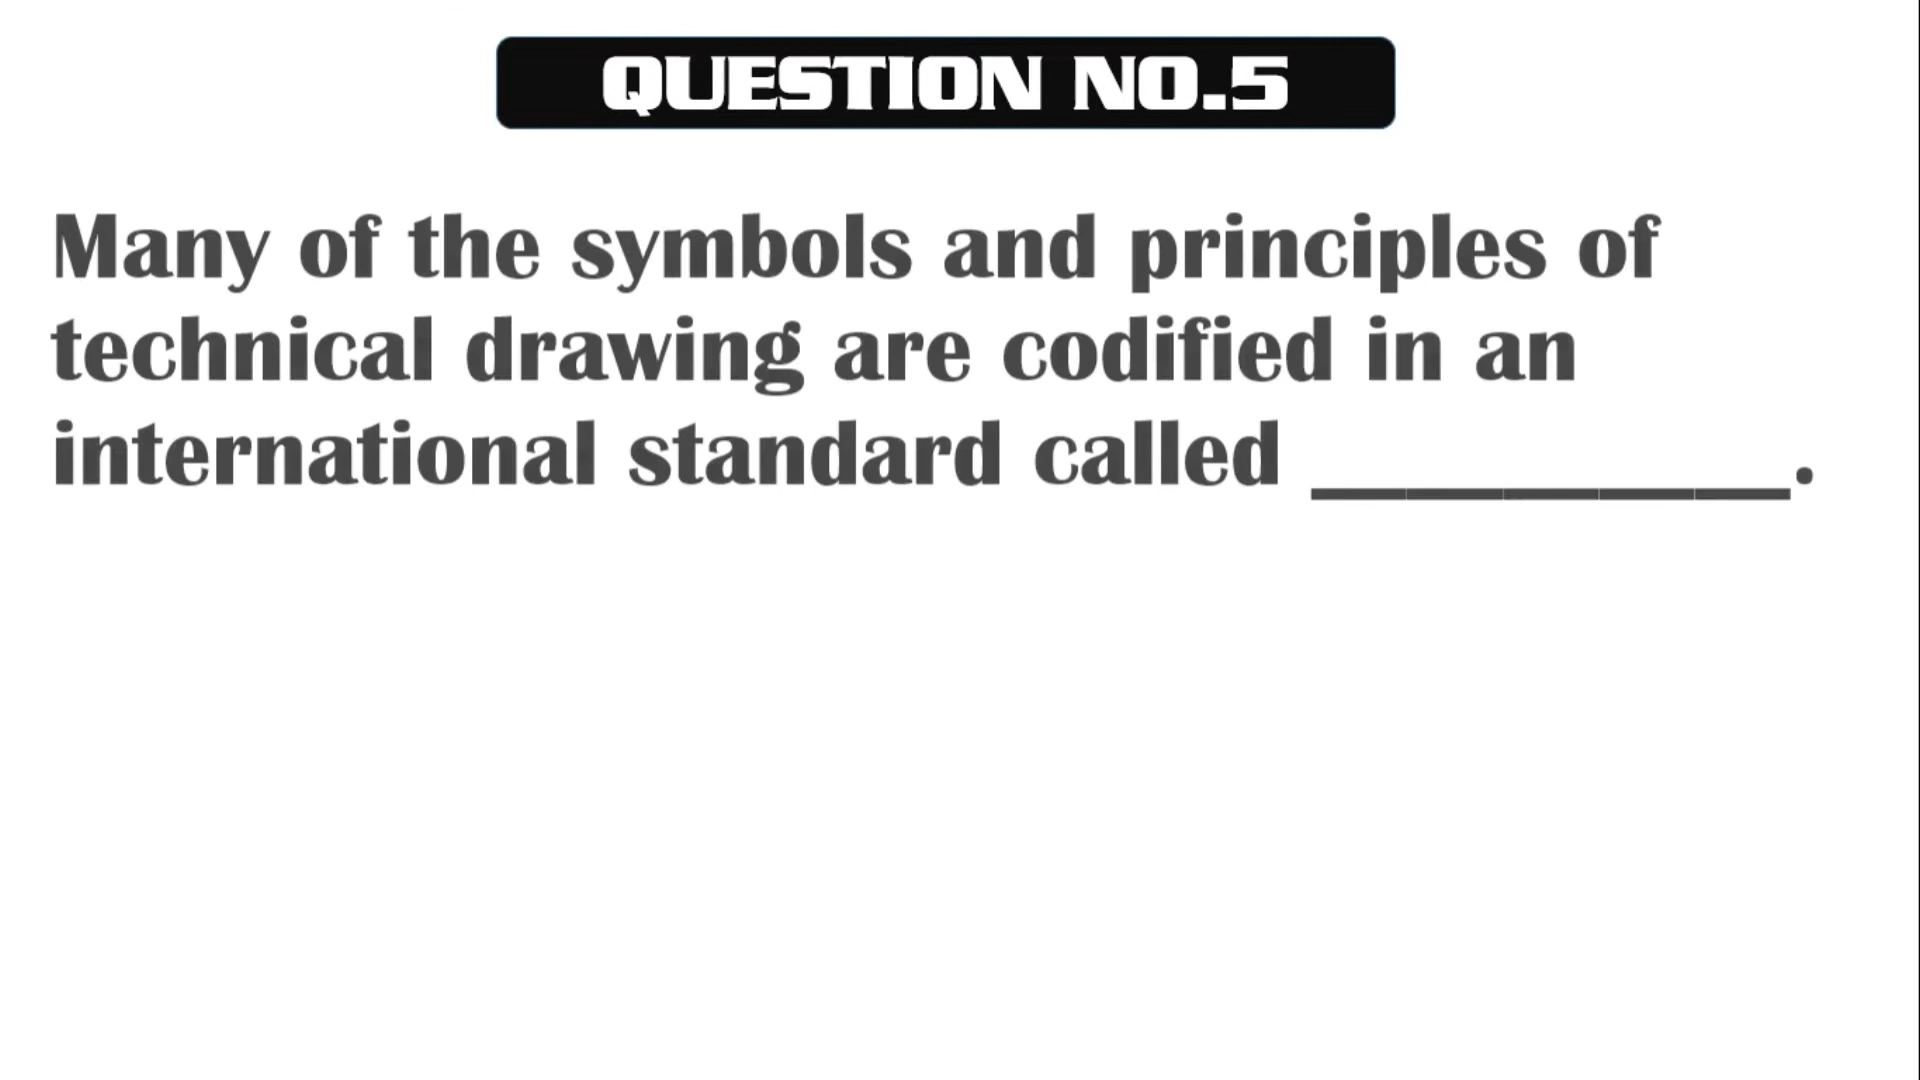 QUESTION NO.5
Many of the symbols and principles of
technical drawing are codified in an
international standard called _____.